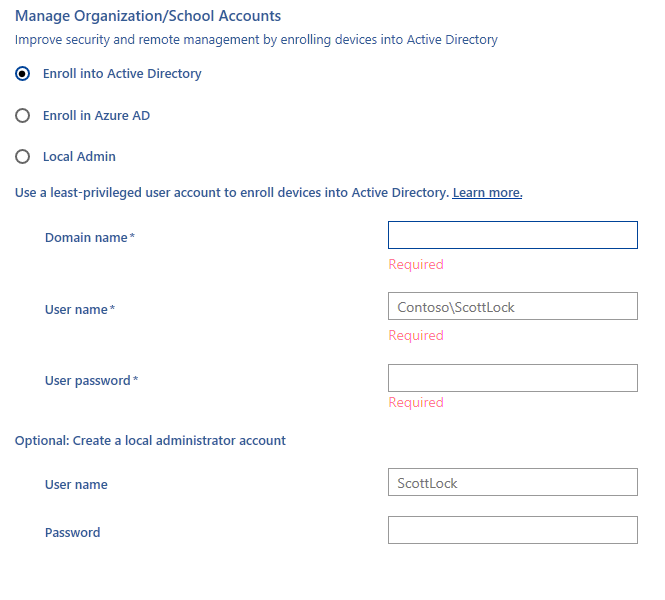 Manage Organization/School Accounts
Improve security and remote management by enrolling devices into Active Directory
Enroll into Active Directory
Enroll in Azure AD
Local Admin
Use a least-privileged user account to enroll devices into Active Directory. Learn more.
Domain name*
Required
User name* Contoso\ScottLock
Required
User password*
Required
Optional: Create a local administrator account
User name ScottLock
Password